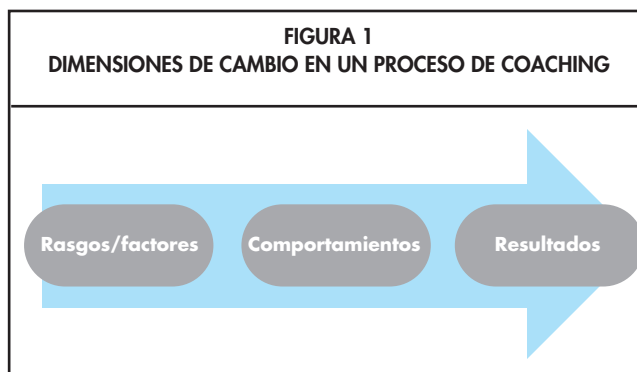 FIGURA 1
DIMENSIONES DE CAMBIO EN UN PROCESO DE COACHING
Rasgos/factores
Comportamientos
Resultados